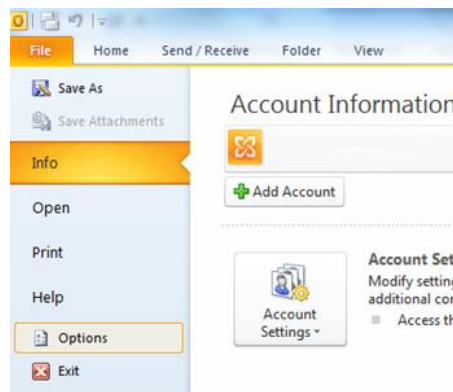 File Home Send / Receive Folder View
Save As
Save Attachments
Info
Open
Print
Help
Options
Exit
Account Information
Add Account
Account Settings
Account Set
Modify setting
additional con
Access th